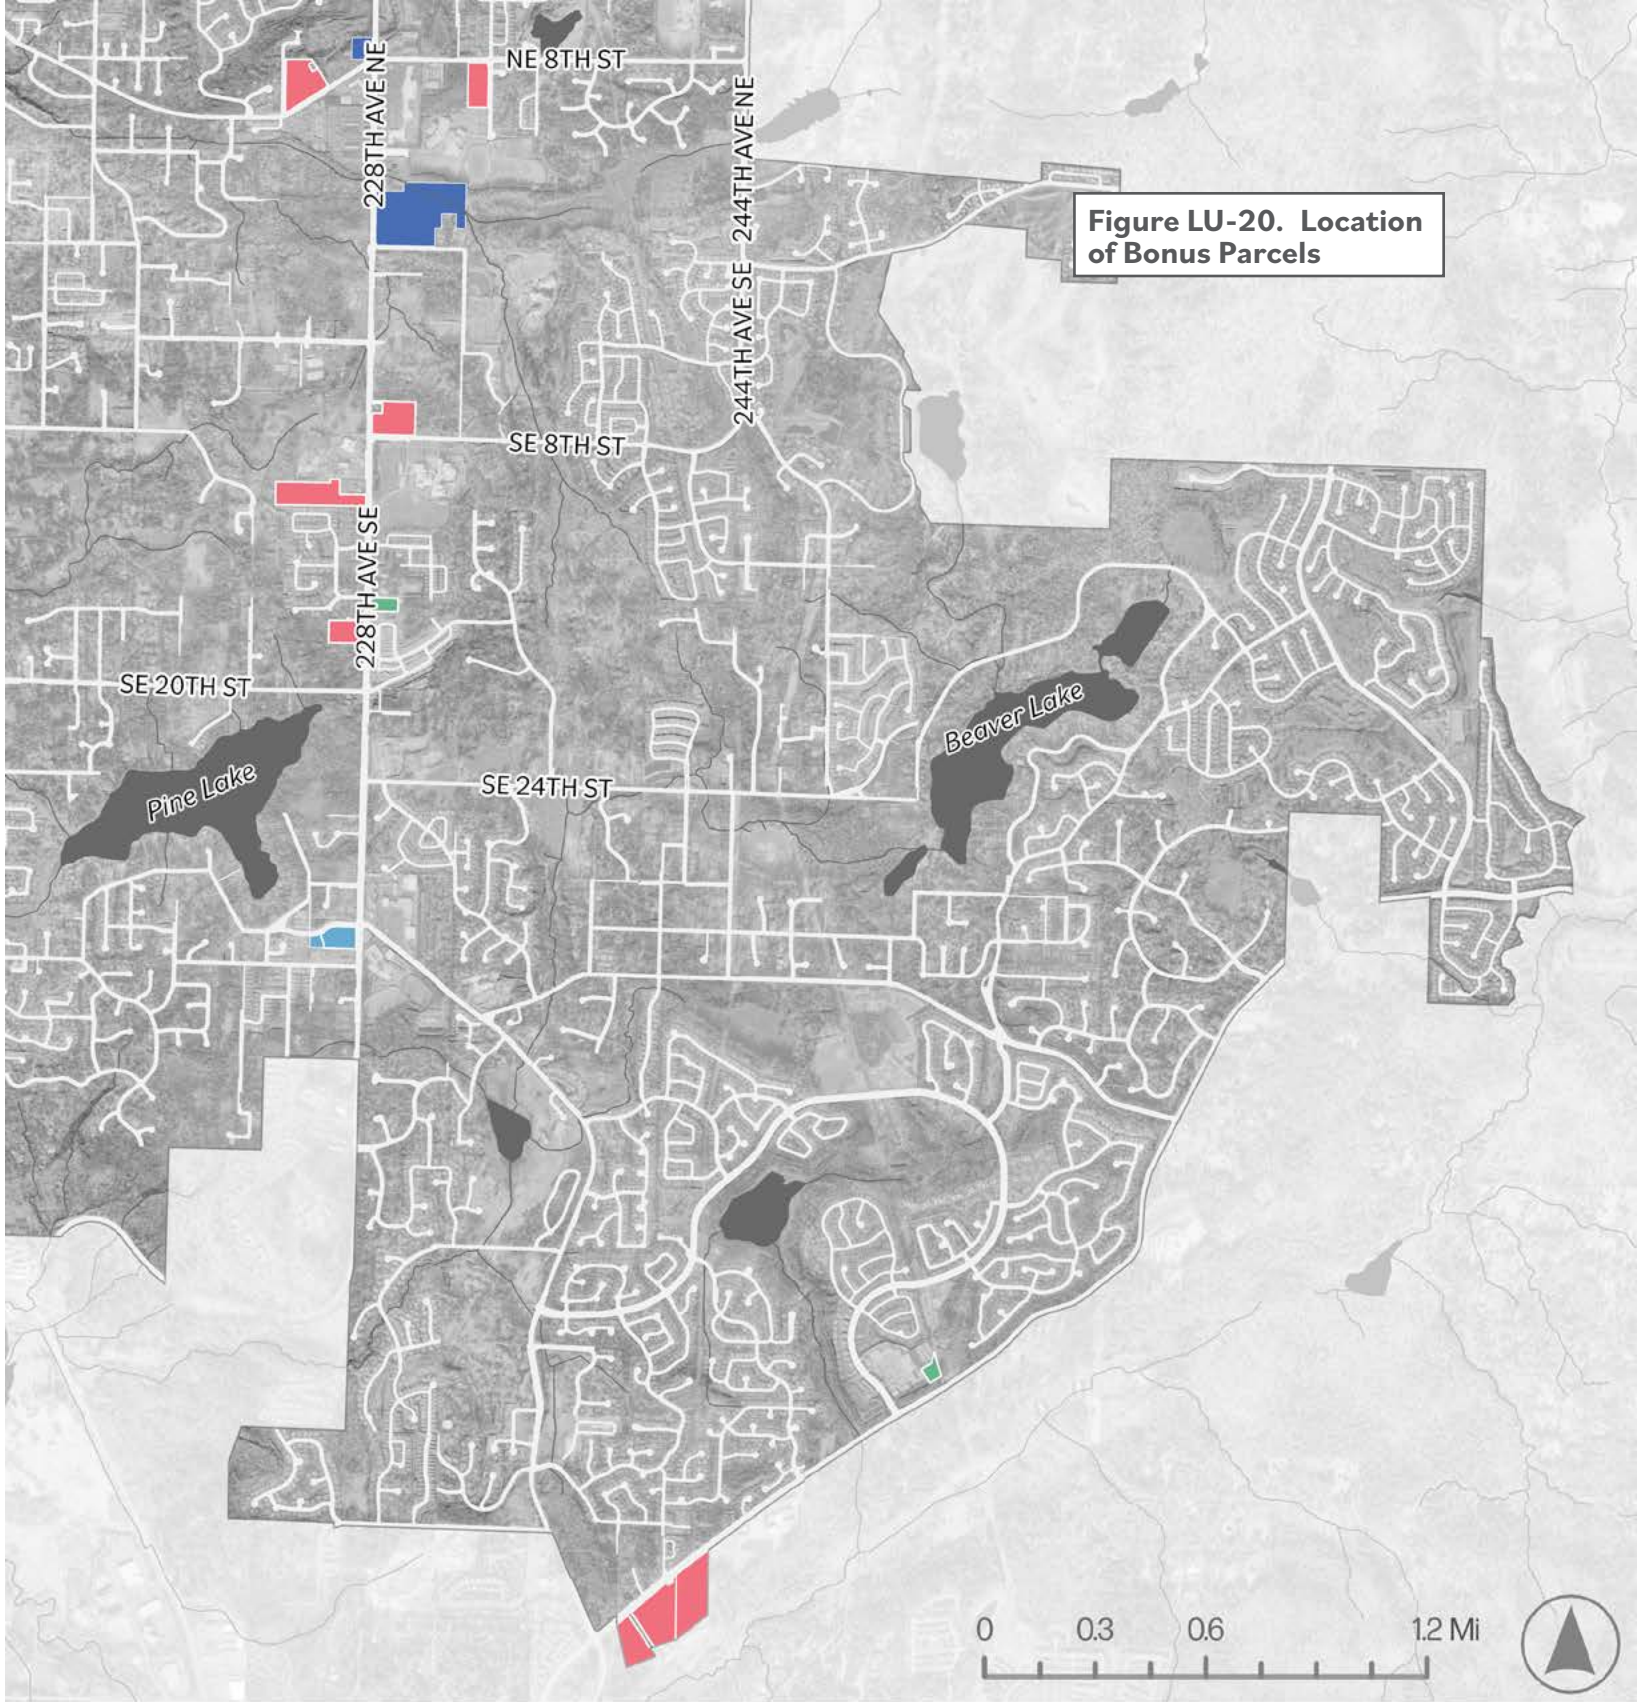 NE 8TH ST
228TH AVE NE
244TH AVE NE
Figure LU-20. Location
of Bonus Parcels
244TH AVE SE
SE 8TH ST
228TH AVE SE
SE 20TH ST
Beaver Lake
Pine Lake
SE 24TH ST
0 0.3 0.6 1.2 Mi